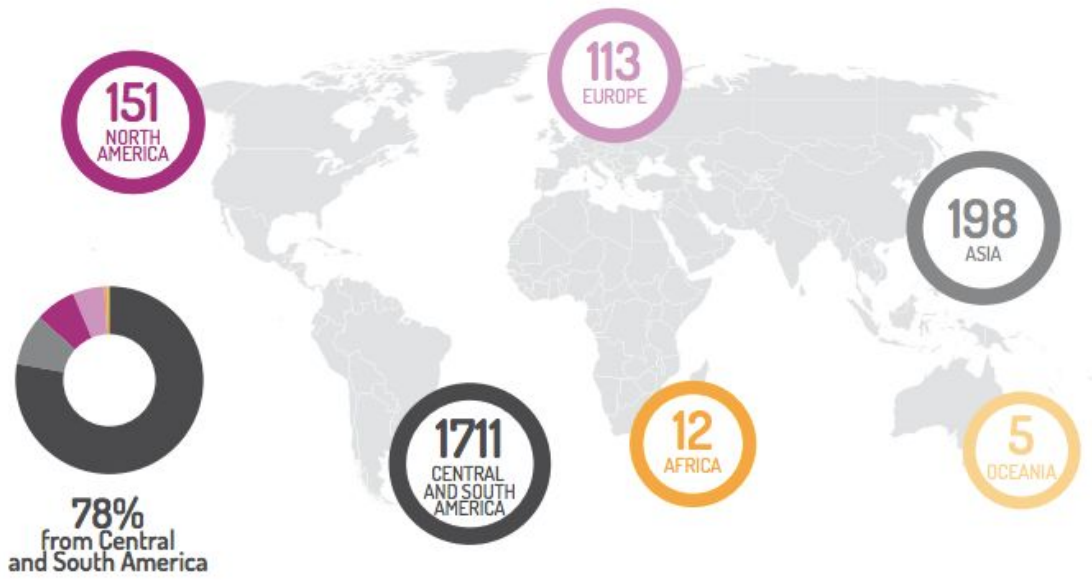 113
EUROPE
151
NORTH
AMERICA
198
ASIA
1711
CENTRAL
AND SOUTH
AMERICA
12
AFRICA
5
OCEANIA
78%
from Central
and South America